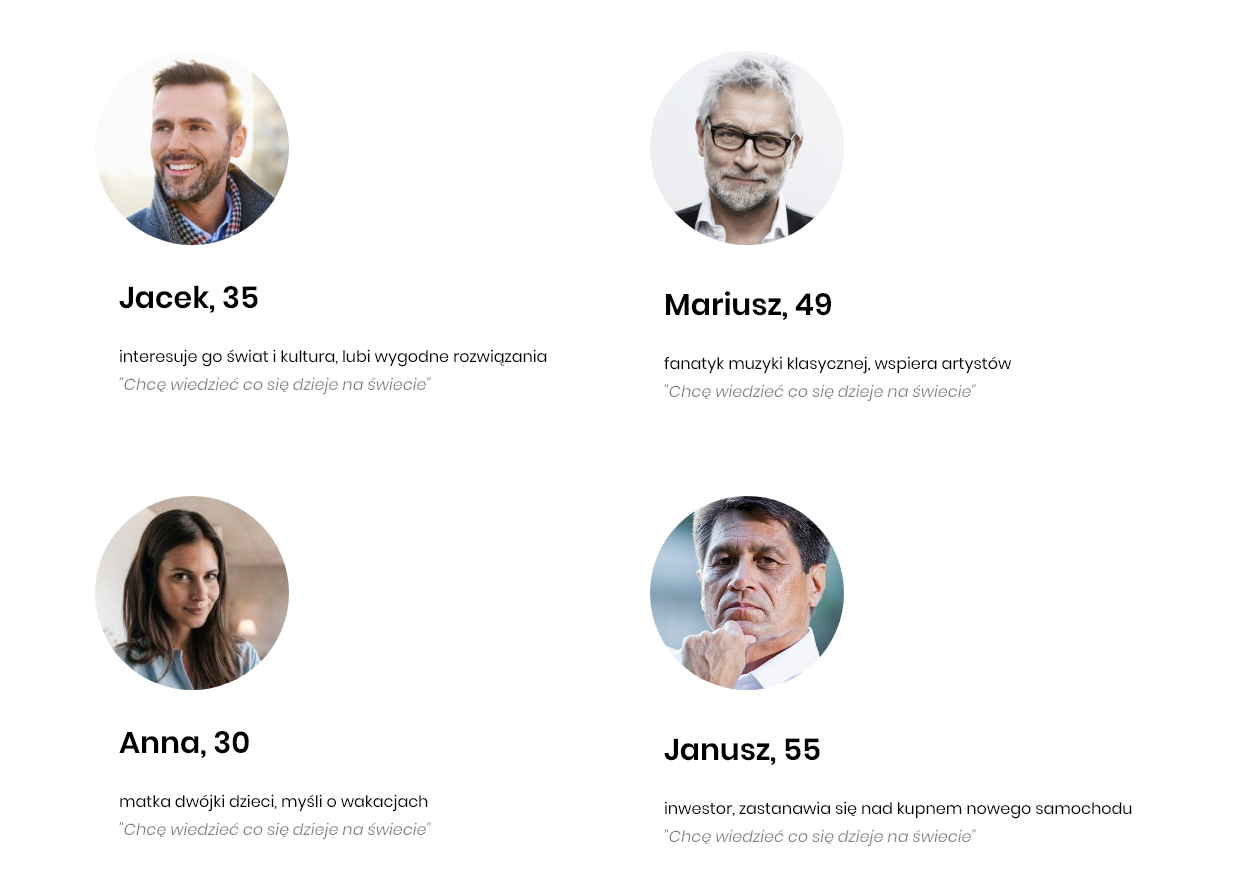 Jacek, 35
interesuje go świat i kultura, lubi wygodne rozwiązania
"Chcę wiedzieć co się dzieje na świecie"
Mariusz, 49
fanatyk muzyki klasycznej, wspiera artystów
"Chcę wiedzieć co się dzieje na świecie"
Anna, 30
matka dwójki dzieci, myśli o wakacjach
"Chcę wiedzieć co się dzieje na świecie"
Janusz, 55
inwestor, zastanawia się nad kupnem nowego samochodu
"Chcę wiedzieć co się dzieje na świecie"